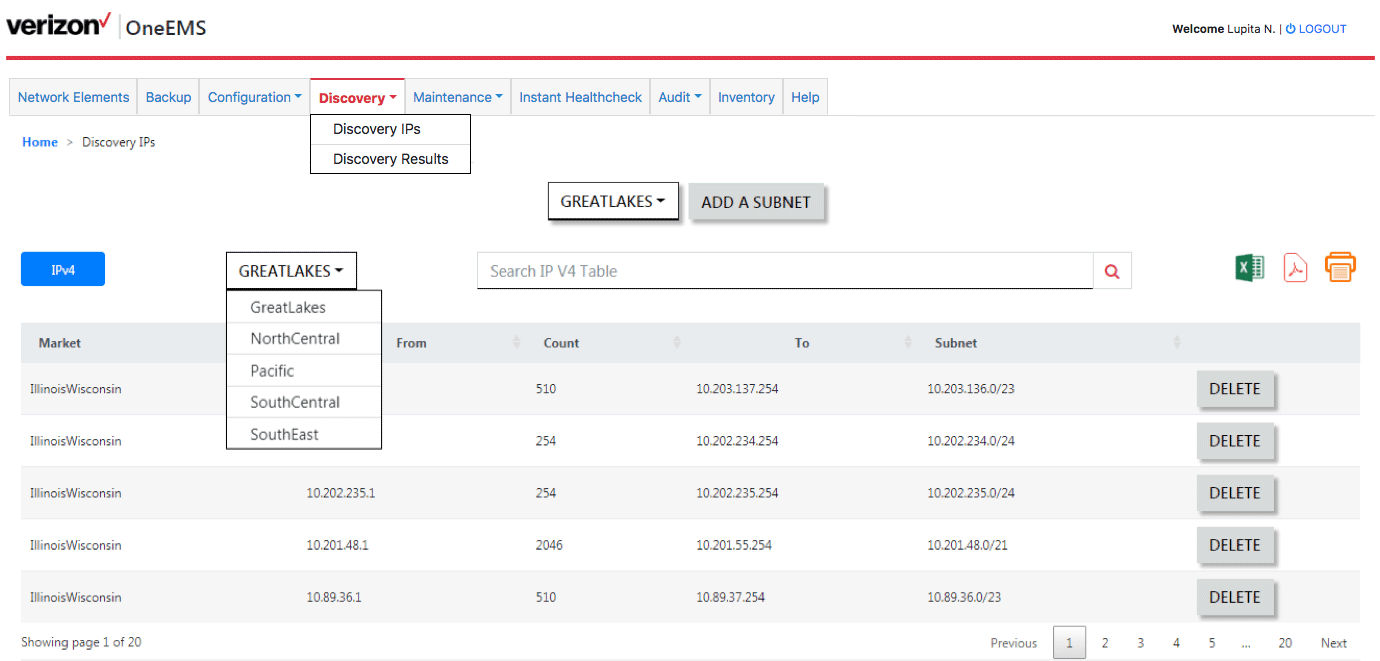 verizon OneEMS
Welcome Lupita N. | LOGOUT
Network Elements Backup Configuration Discovery Maintenance Instant Healthcheck Audit Inventory Help
Discovery IPs
Discovery Results
Home > Discovery IPs
GREATLAKES ADD A SUBNET
IPv4 GREATLAKES Search IP V4 Table
GreatLakes
NorthCentral
Pacific
SouthCentral
SouthEast
Market From Count To Subnet
IllinoisWisconsin 510 10.203.137.254 10.203.136.0/23 DELETE
IllinoisWisconsin 254 10.202.234.254 10.202.234.0/24 DELETE
IllinoisWisconsin 10.202.235.1 254 10.202.235.254 10.202.235.0/24 DELETE
IllinoisWisconsin 10.201.48.1 2046 10.201.55.254 10.201.48.0/21 DELETE
IllinoisWisconsin 10.89.36.1 510 10.89.37.254 10.89.36.0/23 DELETE
Showing page 1 of 20 Previous 1 2 3 4 5 ... 20 Next